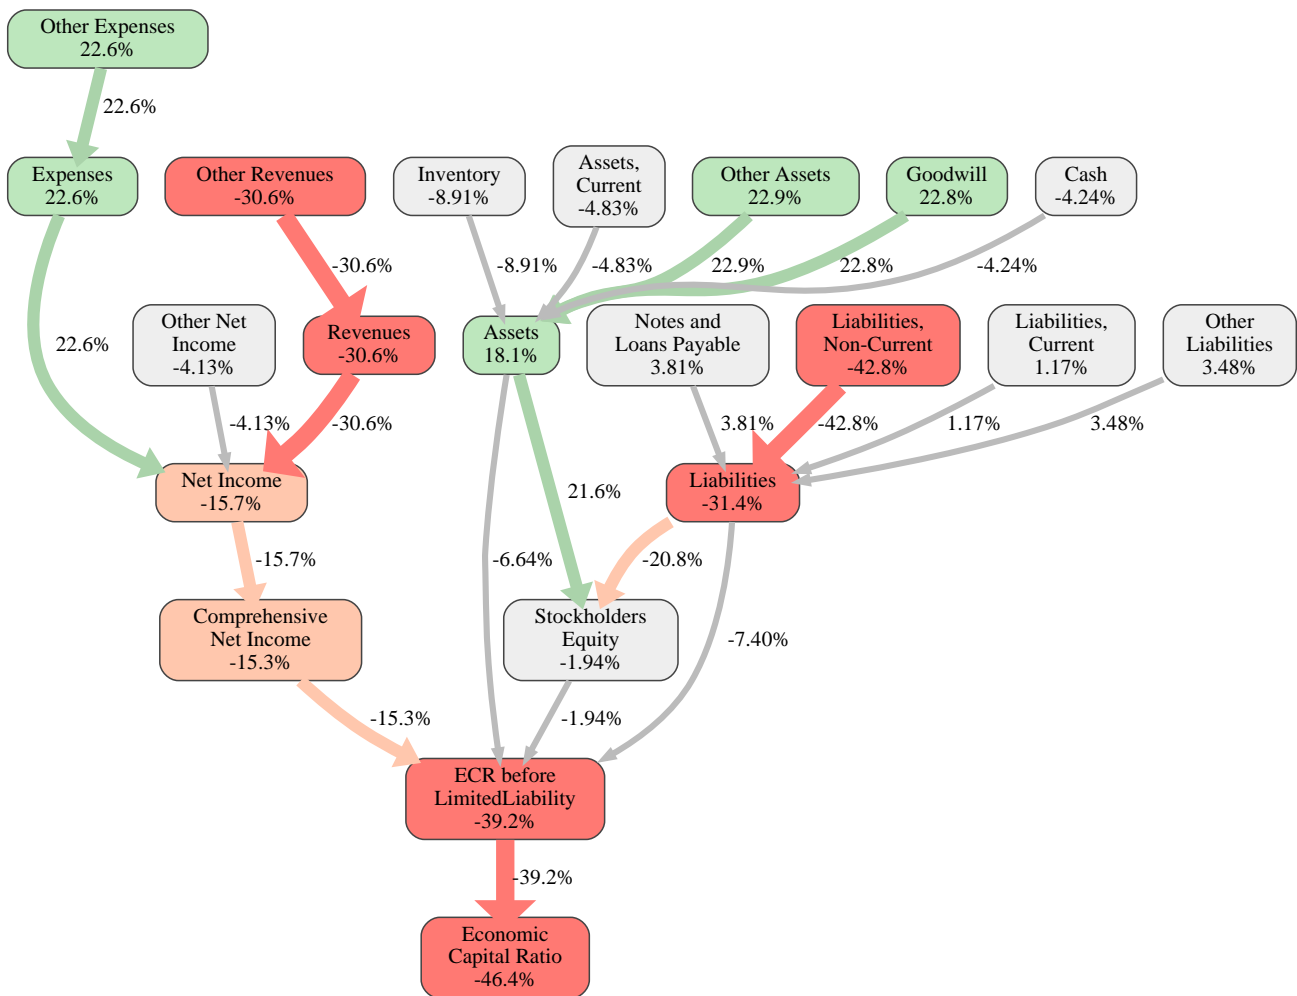 Other Expenses
22.6%
22.6%
Expenses
22.6%
Other Revenues
-30.6%
Inventory
-8.91%
Assets,
Current
-4.83%
Other Assets
22.9%
Goodwill
22.8%
Cash
-4.24%
-30.6%
-8.91%
-4.83%
22.9%
22.8%
-4.24%
22.6%
Other Net
Income
-4.13%
Revenues
-30.6%
Assets
18.1%
Notes and
Loans Payable
3.81%
Liabilities,
Non-Current
-42.8%
Liabilities,
Current
1.17%
Other
Liabilities
3.48%
-4.13%
-30.6%
3.81%
-42.8%
1.17%
3.48%
Net Income
-15.7%
21.6%
Liabilities
-31.4%
-15.7%
-6.64%
-20.8%
Comprehensive
Net Income
-15.3%
Stockholders
Equity
-1.94%
-7.40%
-15.3%
-1.94%
ECR before
LimitedLiability
-39.2%
-39.2%
Economic
Capital Ratio
-46.4%